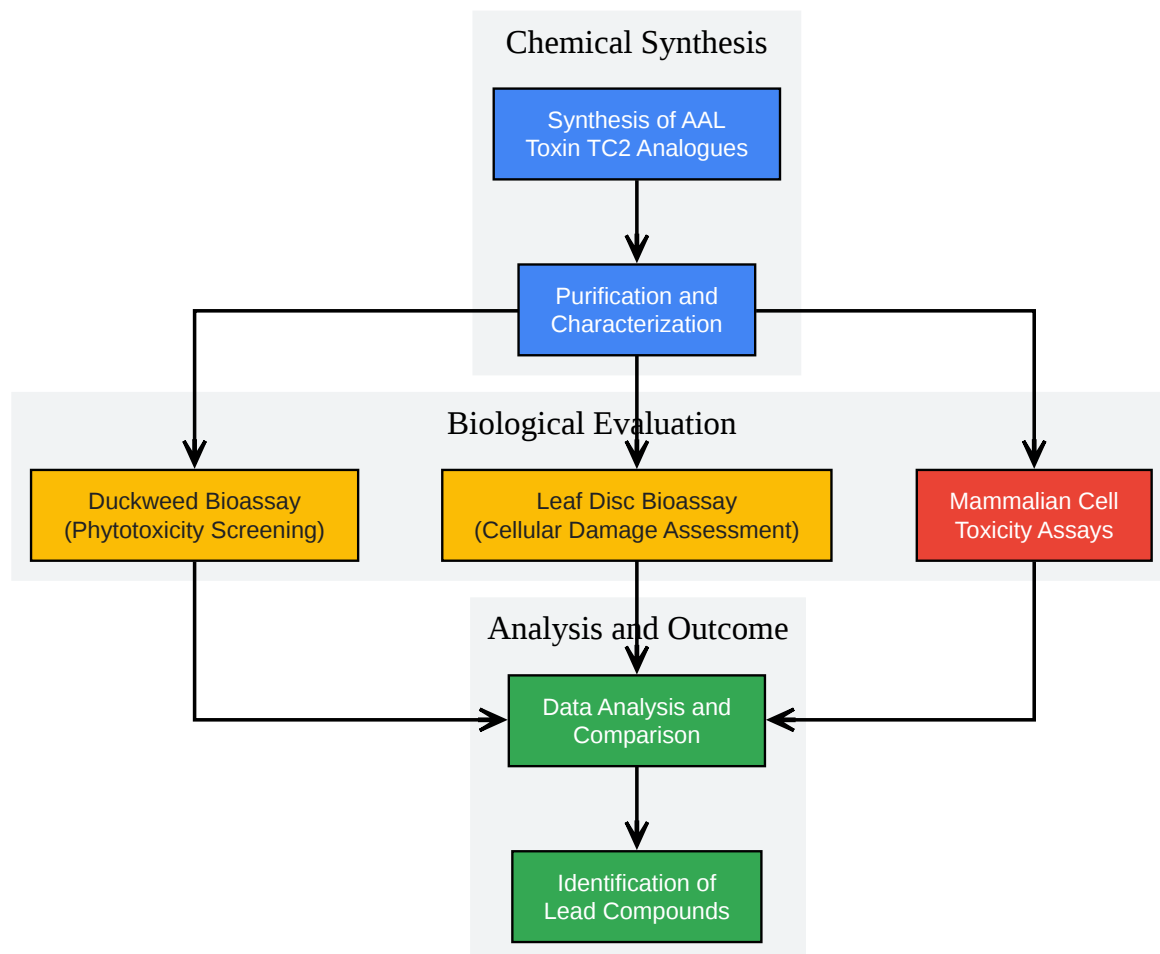 Chemical Synthesis
Synthesis of AAL
Toxin TC2 Analogues
Purification and
Characterization
Biological Evaluation
Duckweed Bioassay
(Phytotoxicity Screening)
Leaf Disc Bioassay
(Cellular Damage Assessment)
Mammalian Cell
Toxicity Assays
Analysis and Outcome
Data Analysis and
Comparison
Identification of
Lead Compounds